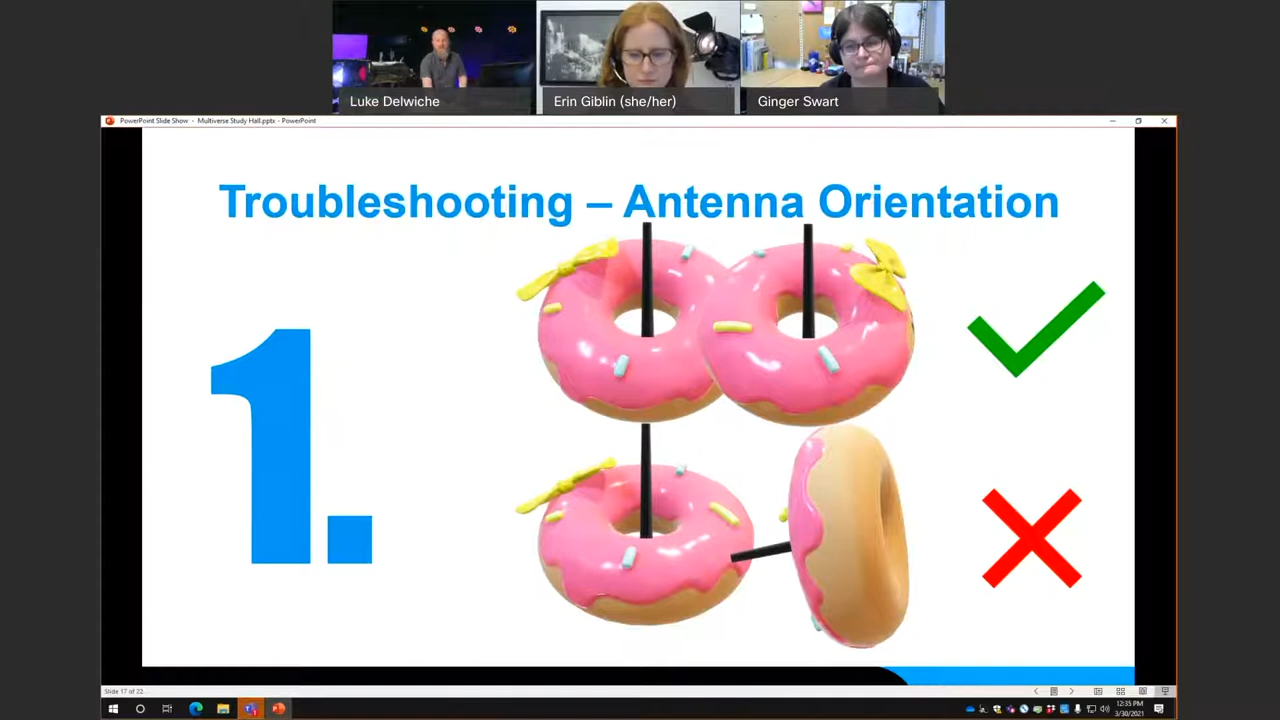 Luke Delwiche
Erin Giblin (she/her)
Ginger Swart
PowerPoint Slide Show - Multiverse Study Hall.pptx - PowerPoint
Troubleshooting – Antenna Orientation
1.
Slide 17 of 22
12:35 PM
3/30/2021